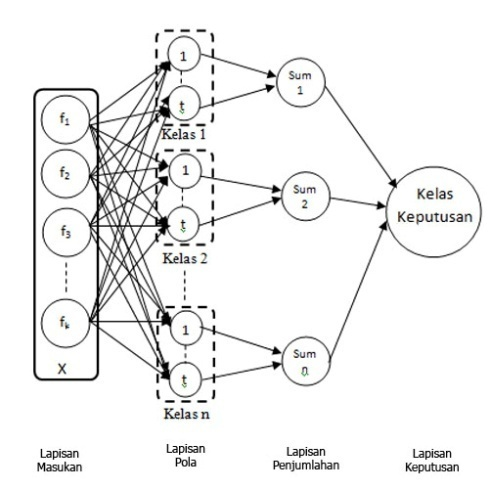 f1
f2
f3
fk
X
1
t
Kelas 1
1
t
Kelas 2
1
t
Kelas n
Sum
1
Sum
2
Sum
n
Kelas
Keputusan
Lapisan
Masukan
Lapisan
Pola
Lapisan
Penjumlahan
Lapisan
Keputusan